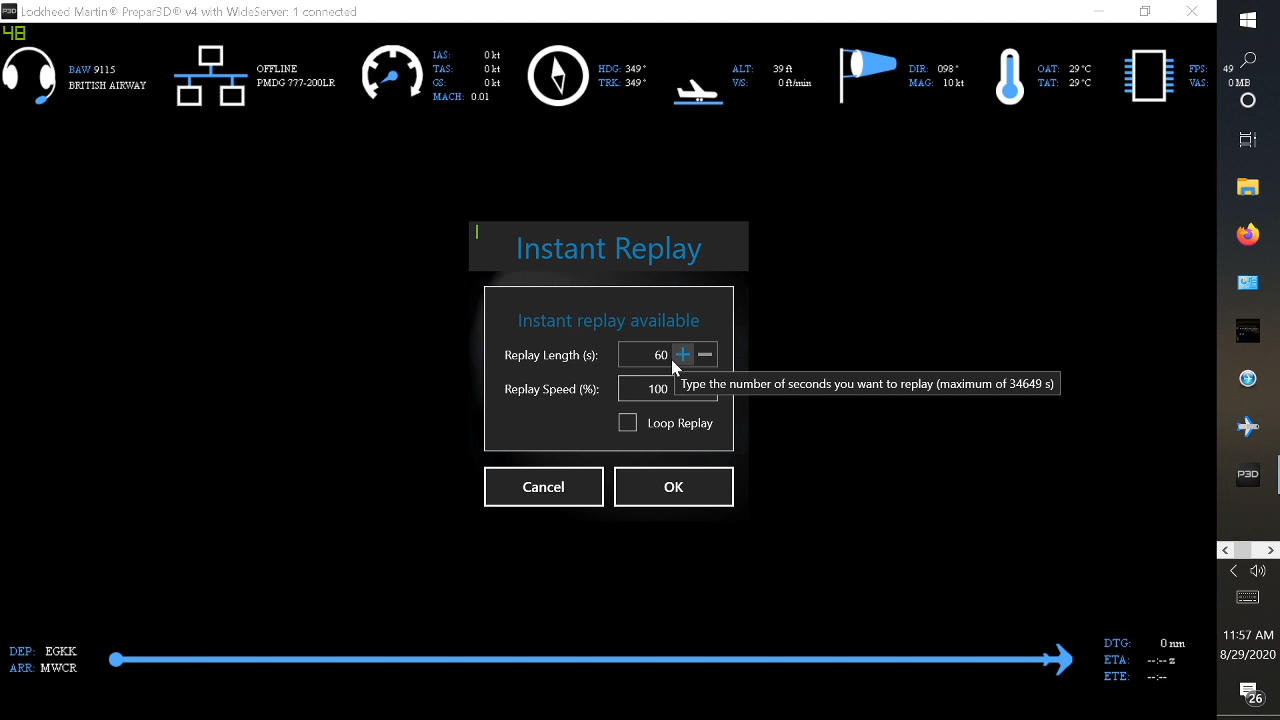 P3D Lockheed Martin® Prepar3D® v4 with WideServer: 1 connected
48
BAW 9115
BRITISH AIRWAY
OFFLINE
PMDG 777-200LR
IAS: 0 kt
TAS: 0 kt
GS: 0 kt
MACH: 0.01
HDG: 349°
TRK: 349°
ALT: 39 ft
V/S: 0 ft/min
DIR: 098°
MAG: 10 kt
OAT: 29 °C
TAT: 29 °C
FPS: 49
VAS: 0 MB
Instant Replay
Instant replay available
Replay Length (s): 60
Type the number of seconds you want to replay (maximum of 34649 s)
Replay Speed (%): 100
Loop Replay
Cancel OK
DEP: EGKK
ARR: MWCR
DTG: 0 nm
ETA: --:-- z
ETE: --:--
P3D
11:57 AM
8/29/2020
26